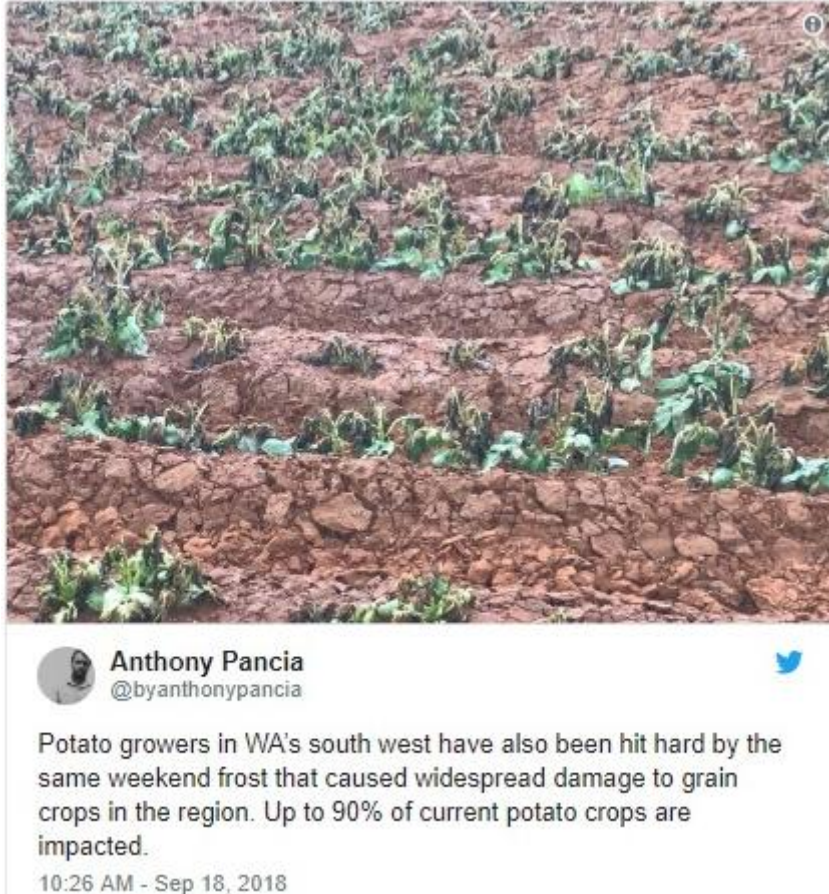 Anthony Pancia
@byanthonypancia
Potato growers in WA's south west have also been hit hard by the
same weekend frost that caused widespread damage to grain
crops in the region. Up to 90% of current potato crops are
impacted.
10:26 AM - Sep 18, 2018